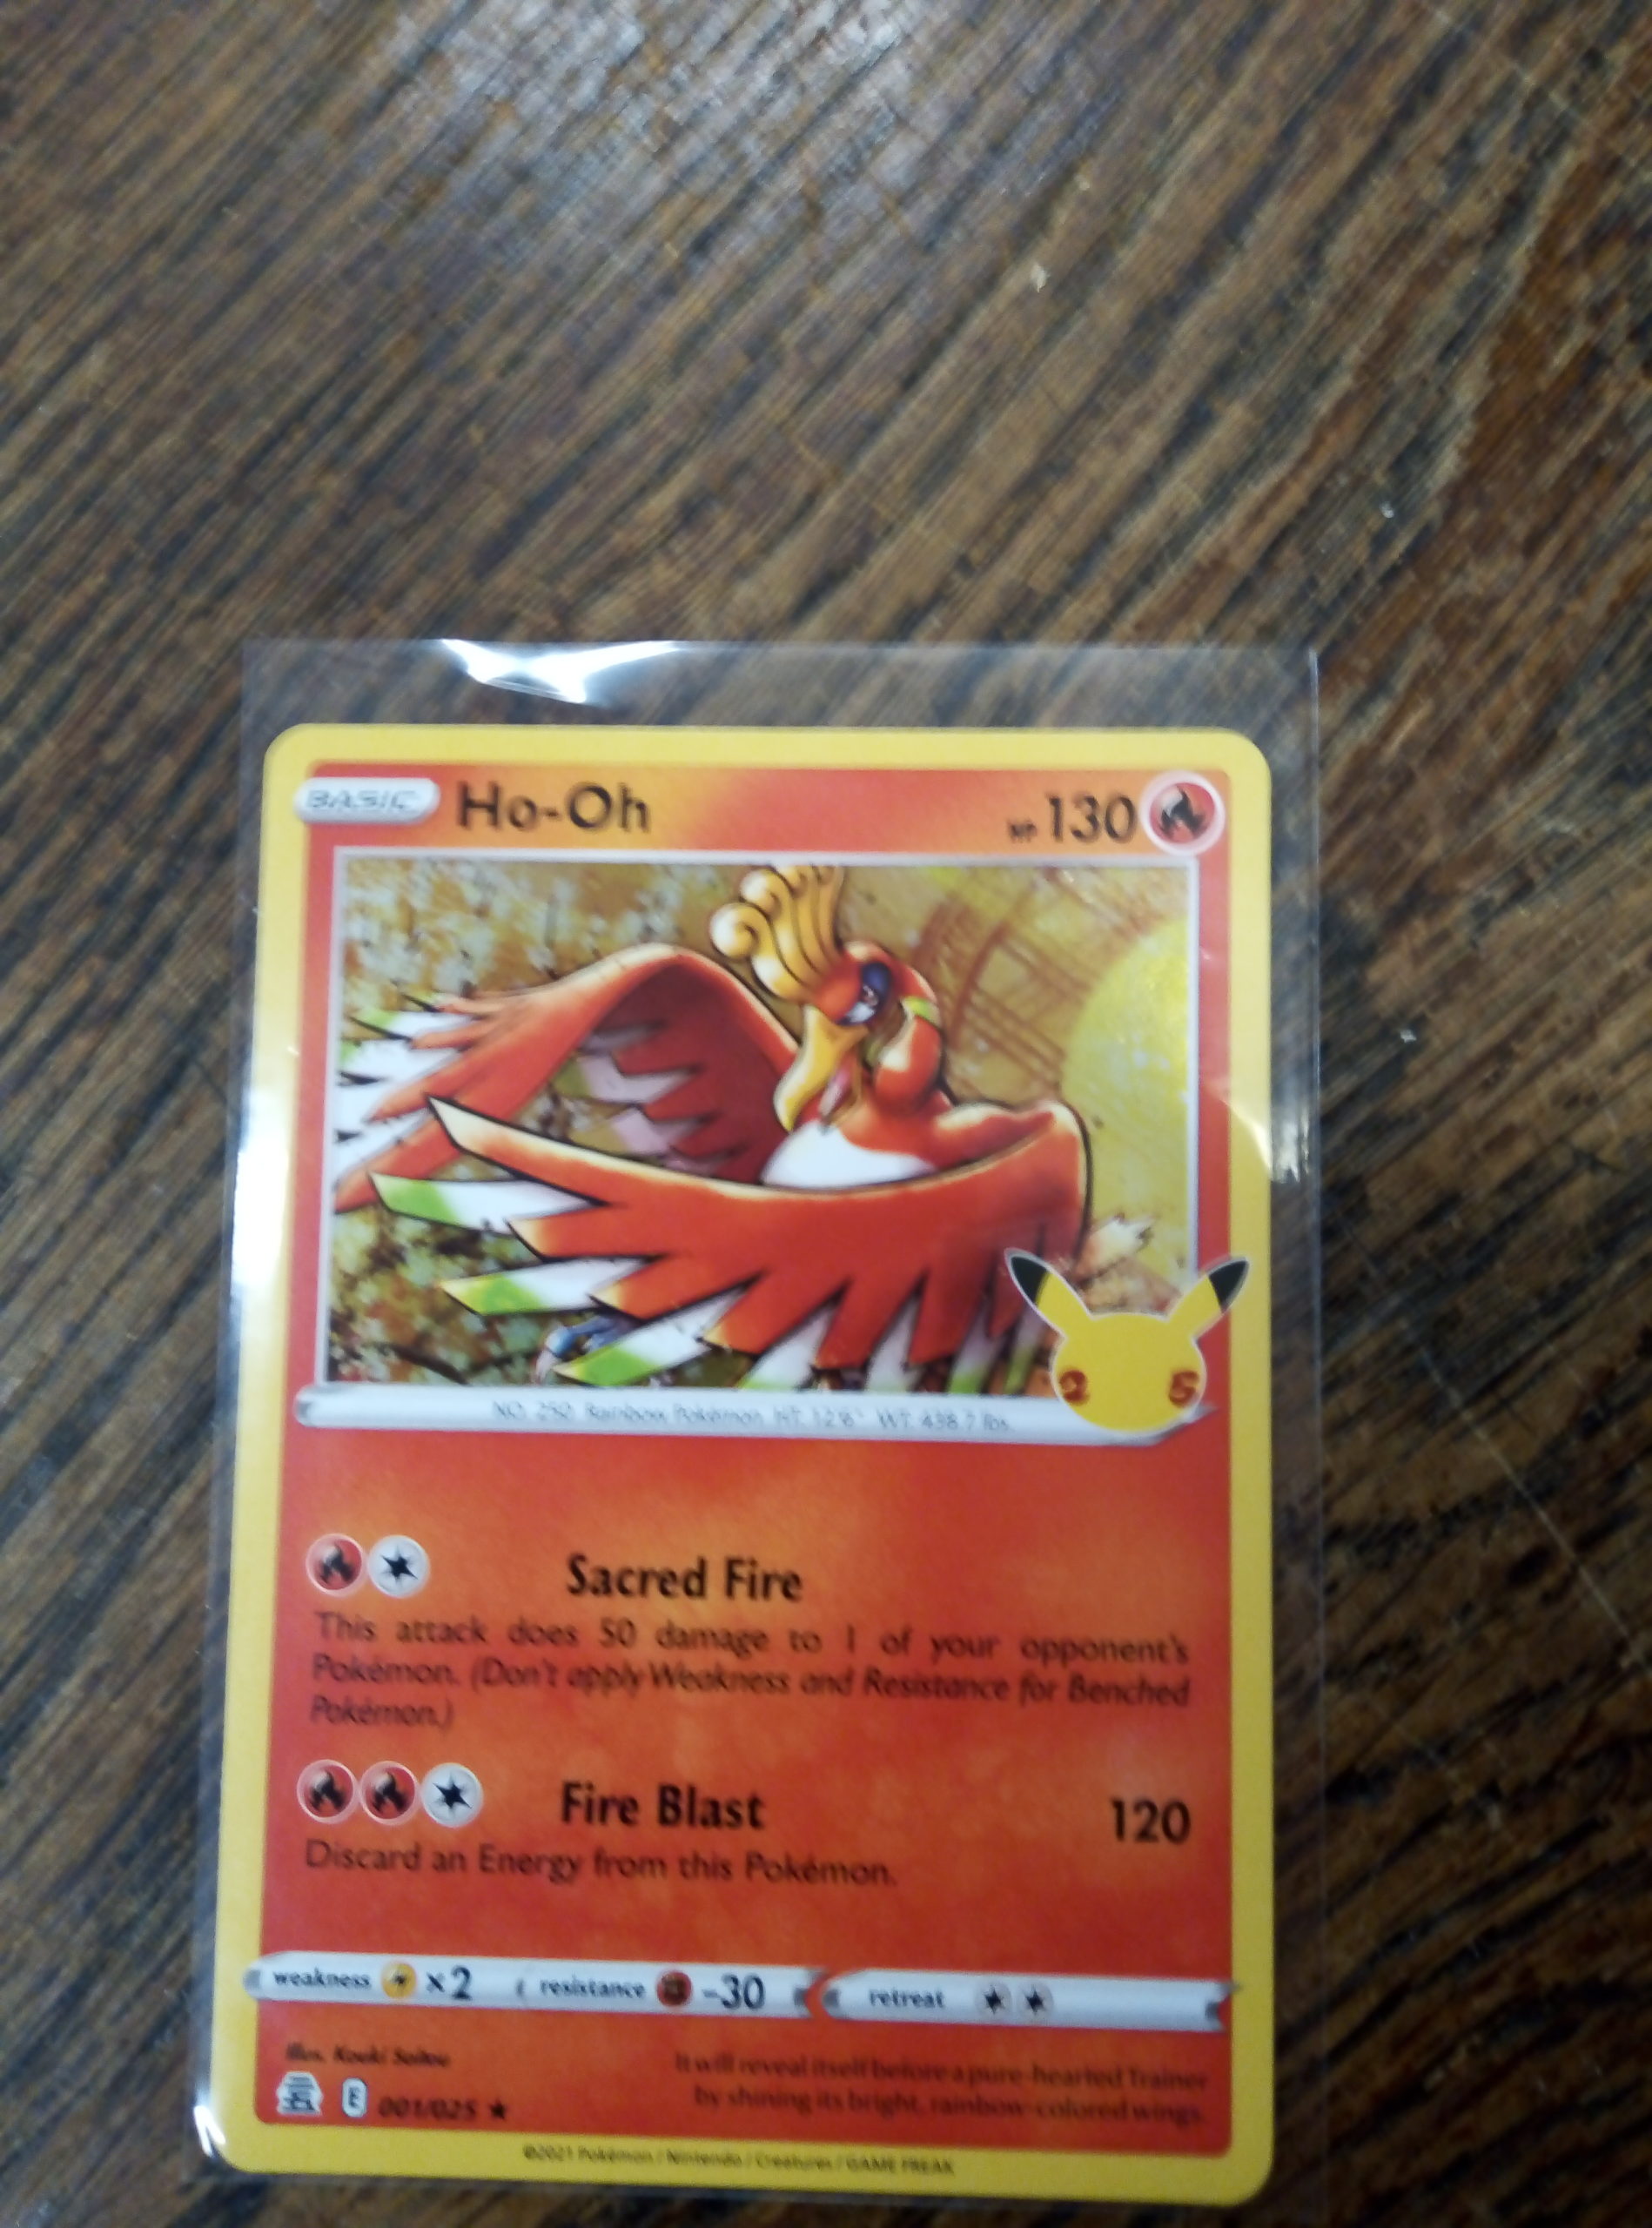 BASIC Ho-Oh HP 130
NO. 250 Rainbow Pokémon HT: 12'6" WT: 438.7 lbs.
2 5
Sacred Fire
This attack does 50 damage to 1 of your opponent's
Pokémon. (Don't apply Weakness and Resistance for Benched
Pokémon.)
Fire Blast 120
Discard an Energy from this Pokémon.
weakness ×2 resistance -30 retreat
Illus. Kouki Saitou
It will reveal itself before a pure-hearted Trainer
by shining its bright, rainbow-colored wings.
E 001/025 ★
©2021 Pokémon / Nintendo / Creatures / GAME FREAK